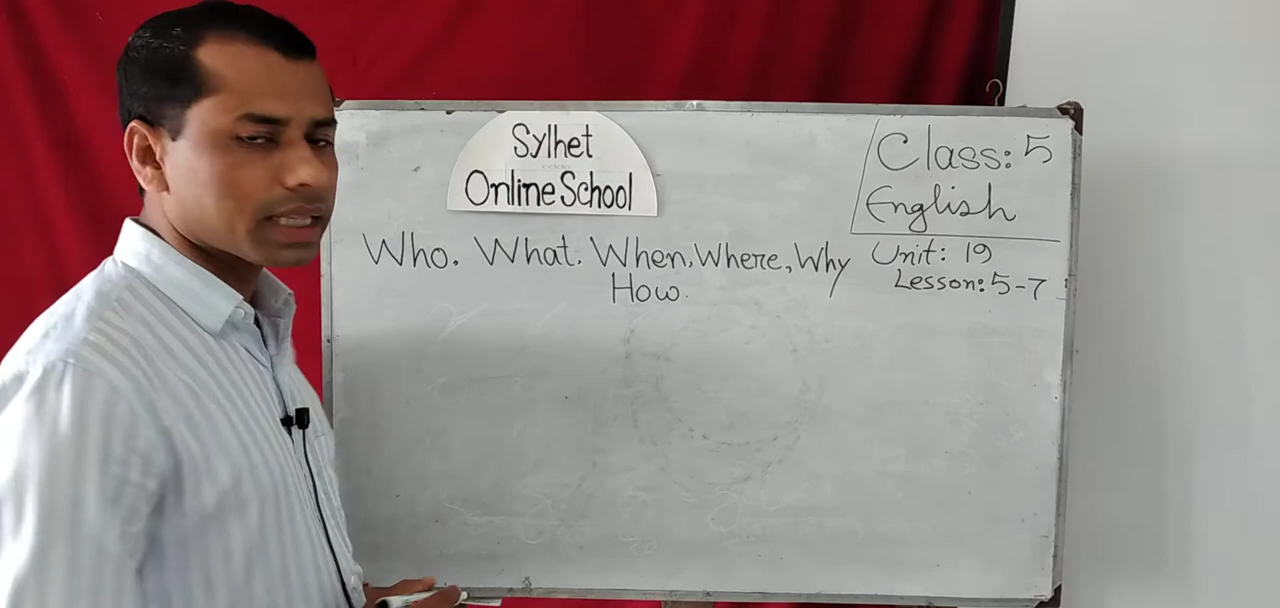 Sylhet
Online School
Class: 5
English
Unit: 19
Lesson: 5-7
Who. What. When, Where, Why
How.